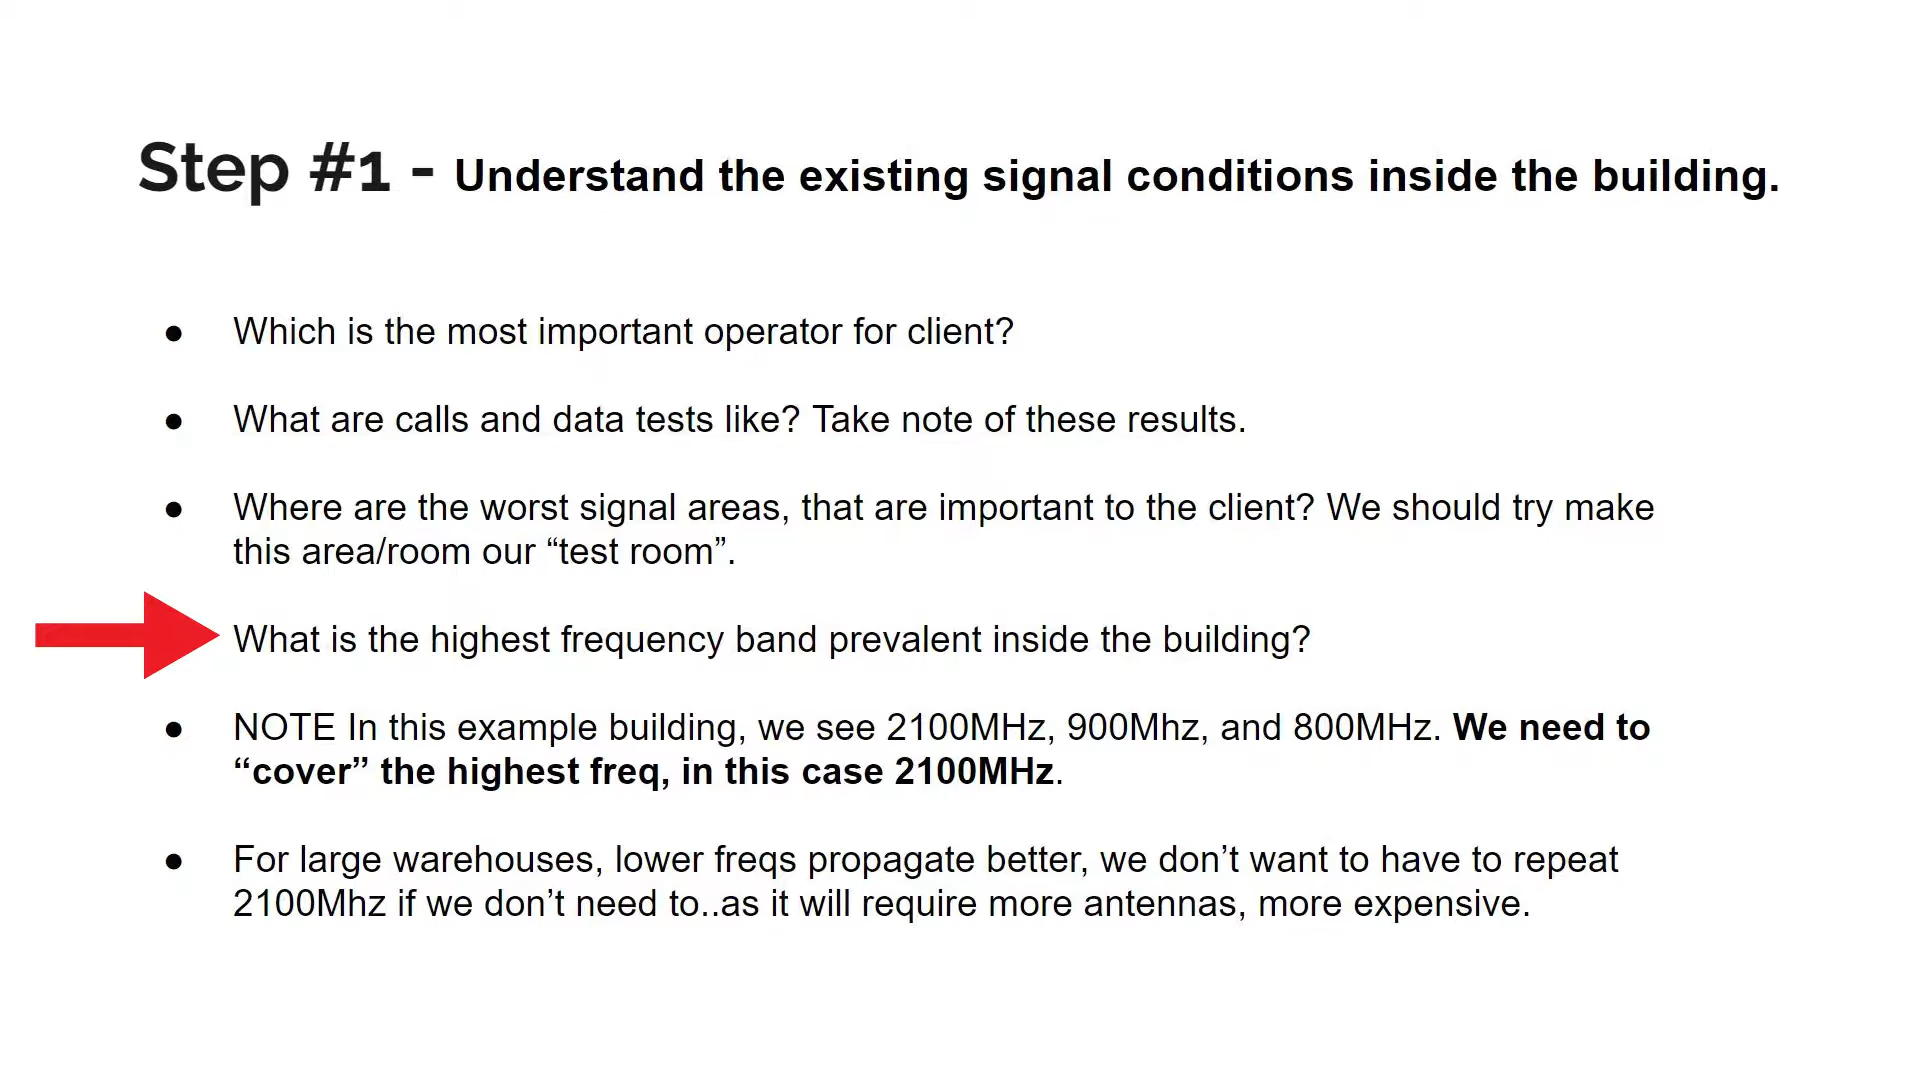 Step #1 - Understand the existing signal conditions inside the building.
● Which is the most important operator for client?
● What are calls and data tests like? Take note of these results.
● Where are the worst signal areas, that are important to the client? We should try make
this area/room our “test room”.
What is the highest frequency band prevalent inside the building?
● NOTE In this example building, we see 2100MHz, 900Mhz, and 800MHz. We need to
“cover” the highest freq, in this case 2100MHz.
● For large warehouses, lower freqs propagate better, we don’t want to have to repeat
2100Mhz if we don’t need to..as it will require more antennas, more expensive.